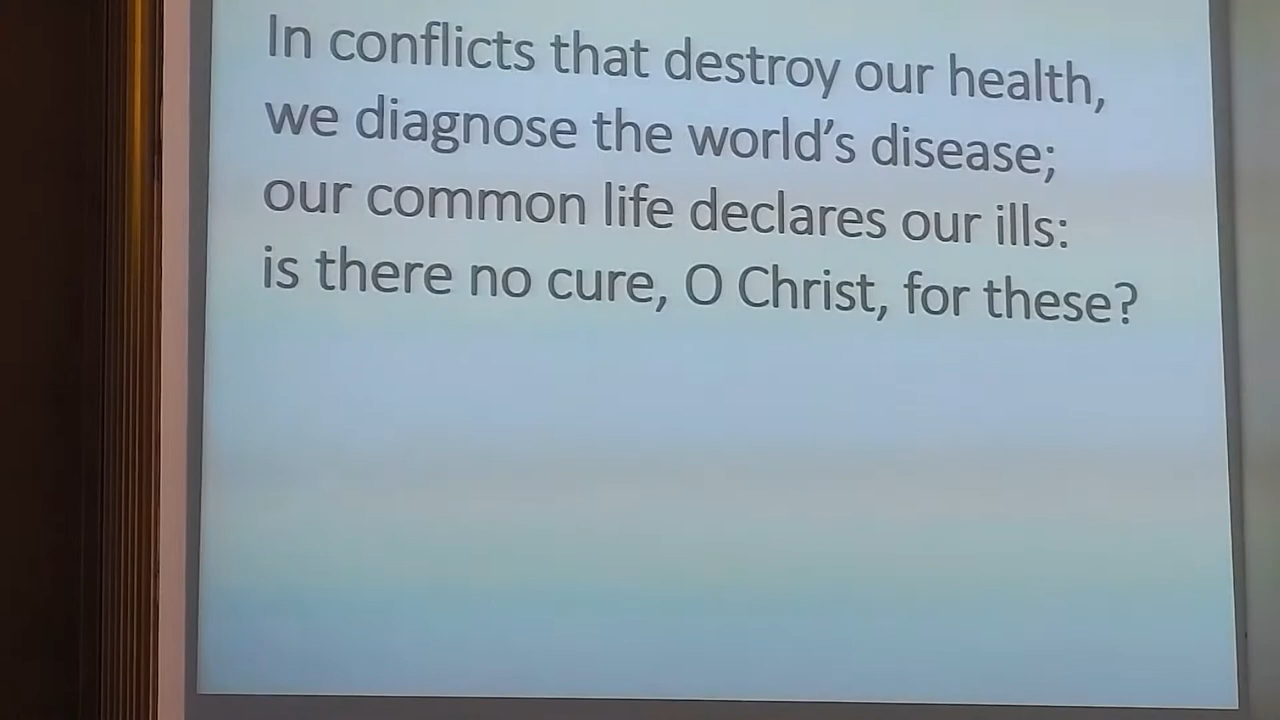 In conflicts that destroy our health,
we diagnose the world’s disease;
our common life declares our ills:
is there no cure, O Christ, for these?